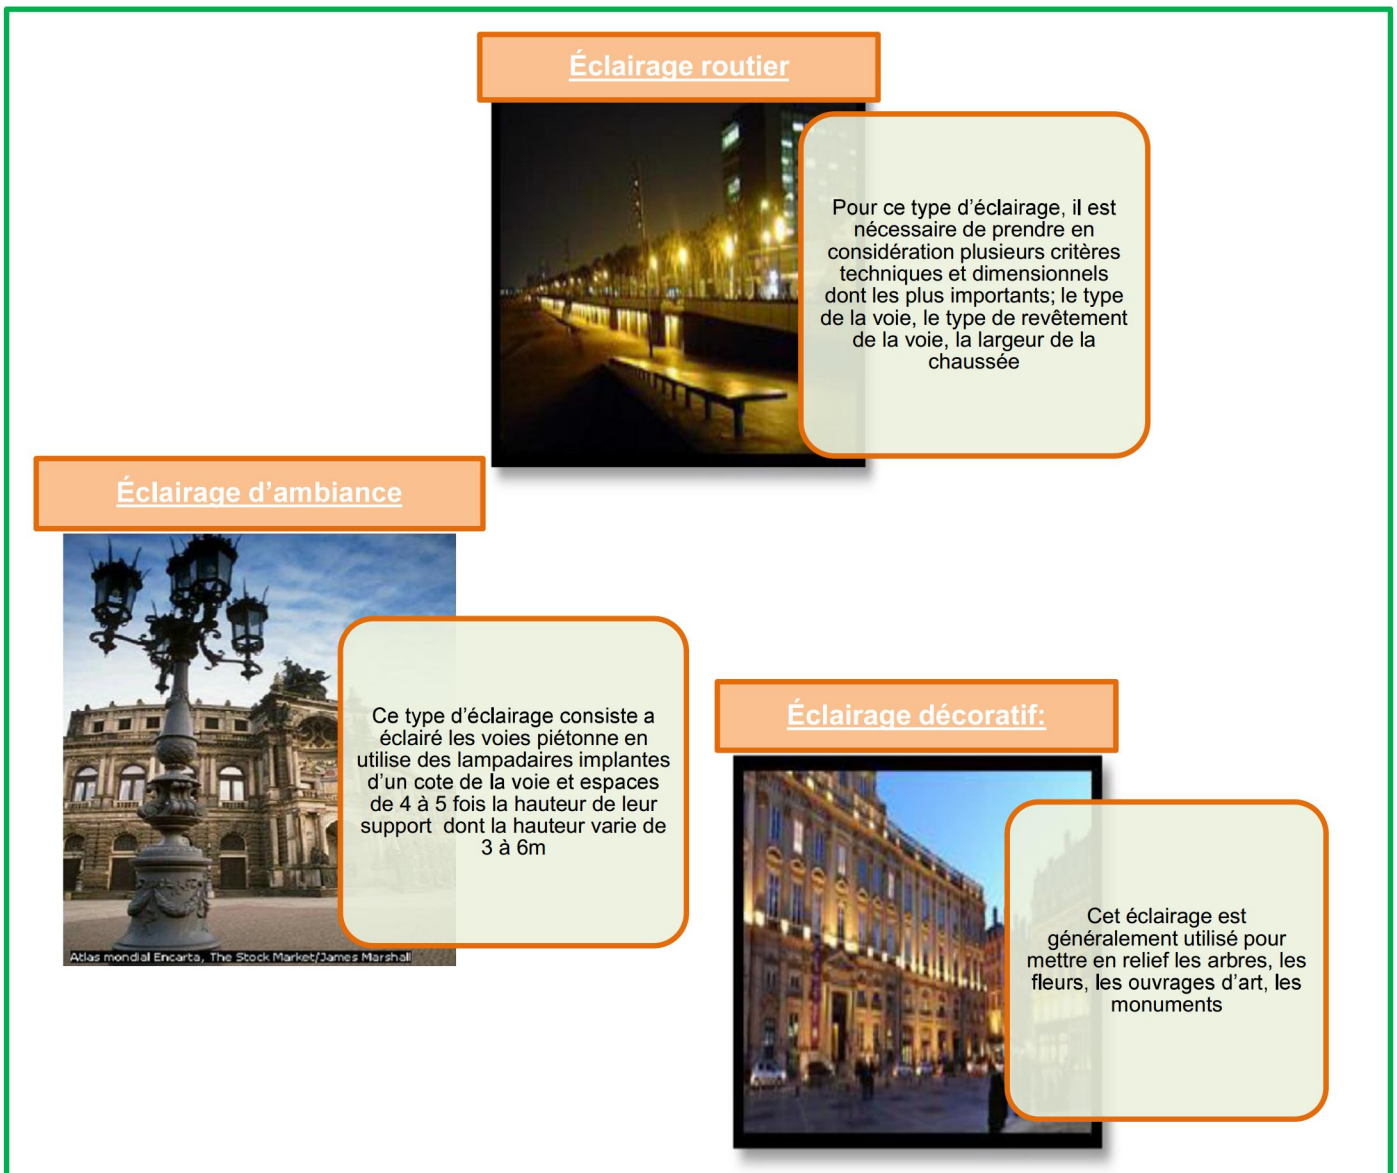 Éclairage routier
Pour ce type d’éclairage, il est
nécessaire de prendre en
considération plusieurs critères
techniques et dimensionnels
dont les plus importants; le type
de la voie, le type de revêtement
de la voie, la largeur de la
chaussée
Éclairage d’ambiance
Ce type d’éclairage consiste a
éclairé les voies piétonne en
utilise des lampadaires implantes
d’un cote de la voie et espaces
de 4 à 5 fois la hauteur de leur
support dont la hauteur varie de
3 à 6m
Atlas mondial Encarta, The Stock Market/James Marshall
Éclairage décoratif:
Cet éclairage est
généralement utilisé pour
mettre en relief les arbres, les
fleurs, les ouvrages d’art, les
monuments